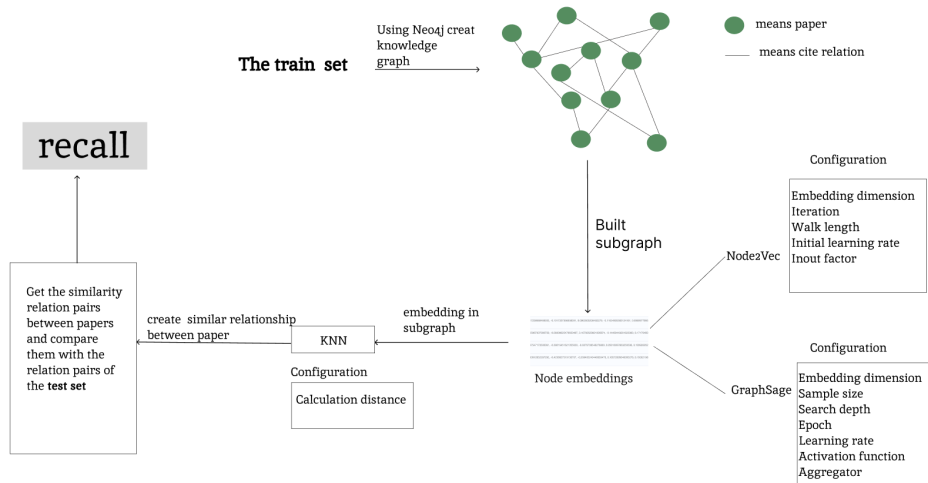 The train set
Using Neo4j creat
knowledge
graph
means paper
means cite relation
recall
Built
subgraph
Configuration
Embedding dimension
Iteration
Walk length
Initial learning rate
Inout factor
Node2Vec
Get the similarity
relation pairs
between papers
and compare
them with the
relation pairs of
the test set
create similar relationship
between paper
KNN
embedding in
subgraph
Node embeddings
Configuration
Calculation distance
GraphSage
Configuration
Embedding dimension
Sample size
Search depth
Epoch
Learning rate
Activation function
Aggregator